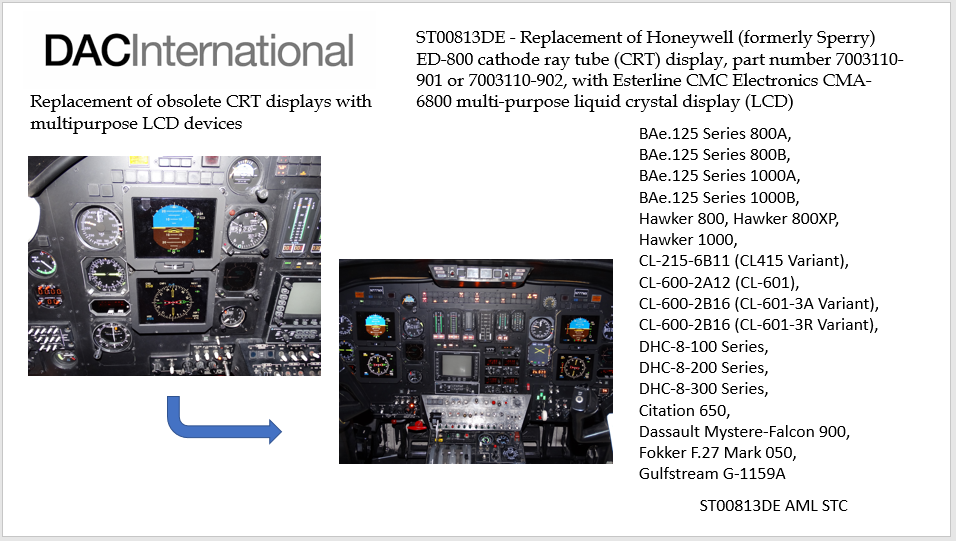 DACInternational
Replacement of obsolete CRT displays with
multipurpose LCD devices
ST00813DE - Replacement of Honeywell (formerly Sperry)
ED-800 cathode ray tube (CRT) display, part number 7003110-
901 or 7003110-902, with Esterline CMC Electronics CMA-
6800 multi-purpose liquid crystal display (LCD)
BAe.125 Series 800A,
BAe.125 Series 800B,
BAe.125 Series 1000A,
BAe.125 Series 1000B,
Hawker 800, Hawker 800XP,
Hawker 1000,
CL-215-6B11 (CL415 Variant),
CL-600-2A12 (CL-601),
CL-600-2B16 (CL-601-3A Variant),
CL-600-2B16 (CL-601-3R Variant),
DHC-8-100 Series,
DHC-8-200 Series,
DHC-8-300 Series,
Citation 650,
Dassault Mystere-Falcon 900,
Fokker F.27 Mark 050,
Gulfstream G-1159A
ST00813DE AML STC